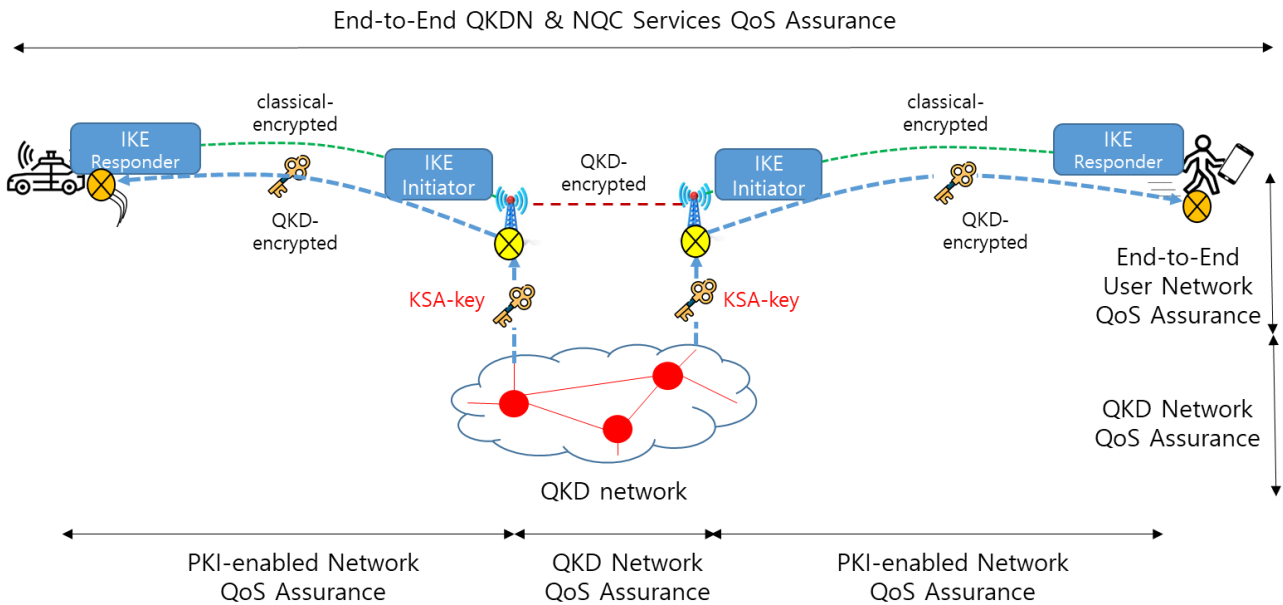 End-to-End QKDN & NQC Services QoS Assurance
classical-
encrypted
classical-
encrypted
IKE
Responder
IKE
Initiator
QKD-
encrypted
IKE
Initiator
IKE
Responder
QKD-
encrypted
QKD-
encrypted
KSA-key
KSA-key
End-to-End
User Network
QoS Assurance
QKD Network
QoS Assurance
QKD network
PKI-enabled Network
QoS Assurance
QKD Network
QoS Assurance
PKI-enabled Network
QoS Assurance